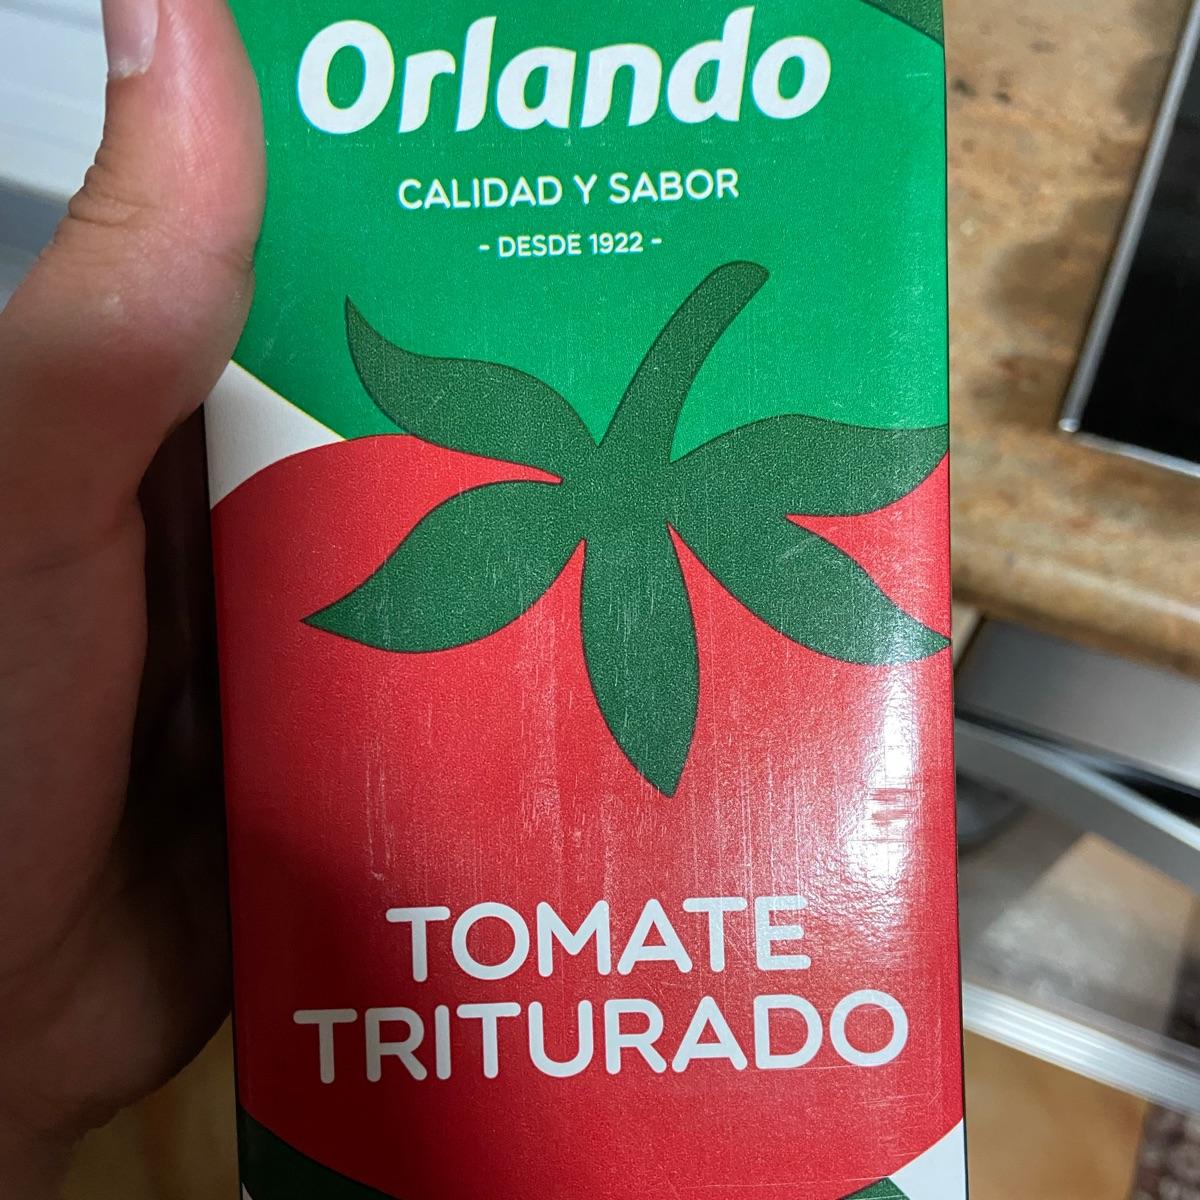 Orlando
CALIDAD Y SABOR
- DESDE 1922 -
TOMATE
TRITURADO